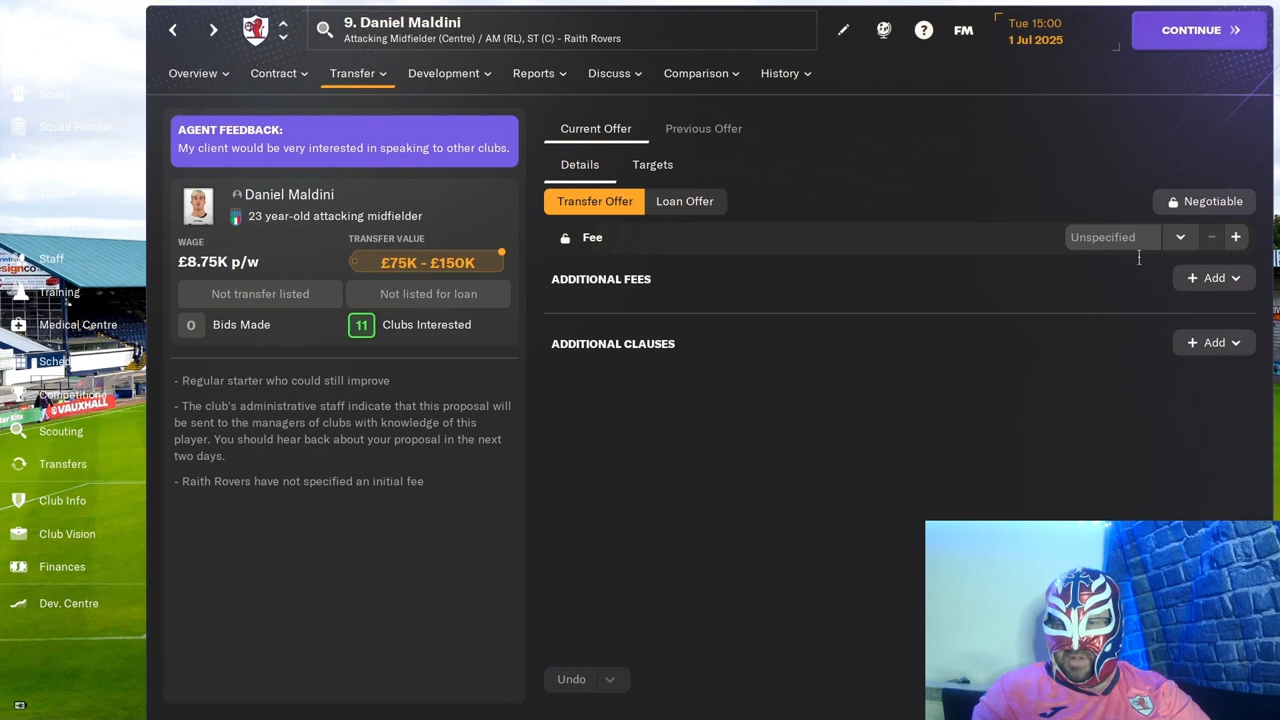 9. Daniel Maldini
Attacking Midfielder (Centre) / AM (RL), ST (C) - Raith Rovers
FM
Tue 15:00
1 Jul 2025
CONTINUE
Overview
Contract
Transfer
Development
Reports
Discuss
Comparison
History
Squad
Squad Planner
Staff
Training
Medical Centre
Sched
Competitions
Scouting
Transfers
Club Info
Club Vision
Finances
Dev. Centre
VAUXHALL
AGENT FEEDBACK:
My client would be very interested in speaking to other clubs.
Daniel Maldini
23 year-old attacking midfielder
WAGE
£8.75K p/w
TRANSFER VALUE
£75K - £150K
Not transfer listed
Not listed for loan
0 Bids Made
11 Clubs Interested
- Regular starter who could still improve
- The club's administrative staff indicate that this proposal will
be sent to the managers of clubs with knowledge of this
player. You should hear back about your proposal in the next
two days.
- Raith Rovers have not specified an initial fee
Current Offer
Previous Offer
Details
Targets
Transfer Offer
Loan Offer
Negotiable
Fee
Unspecified
ADDITIONAL FEES
+ Add
ADDITIONAL CLAUSES
+ Add
Undo